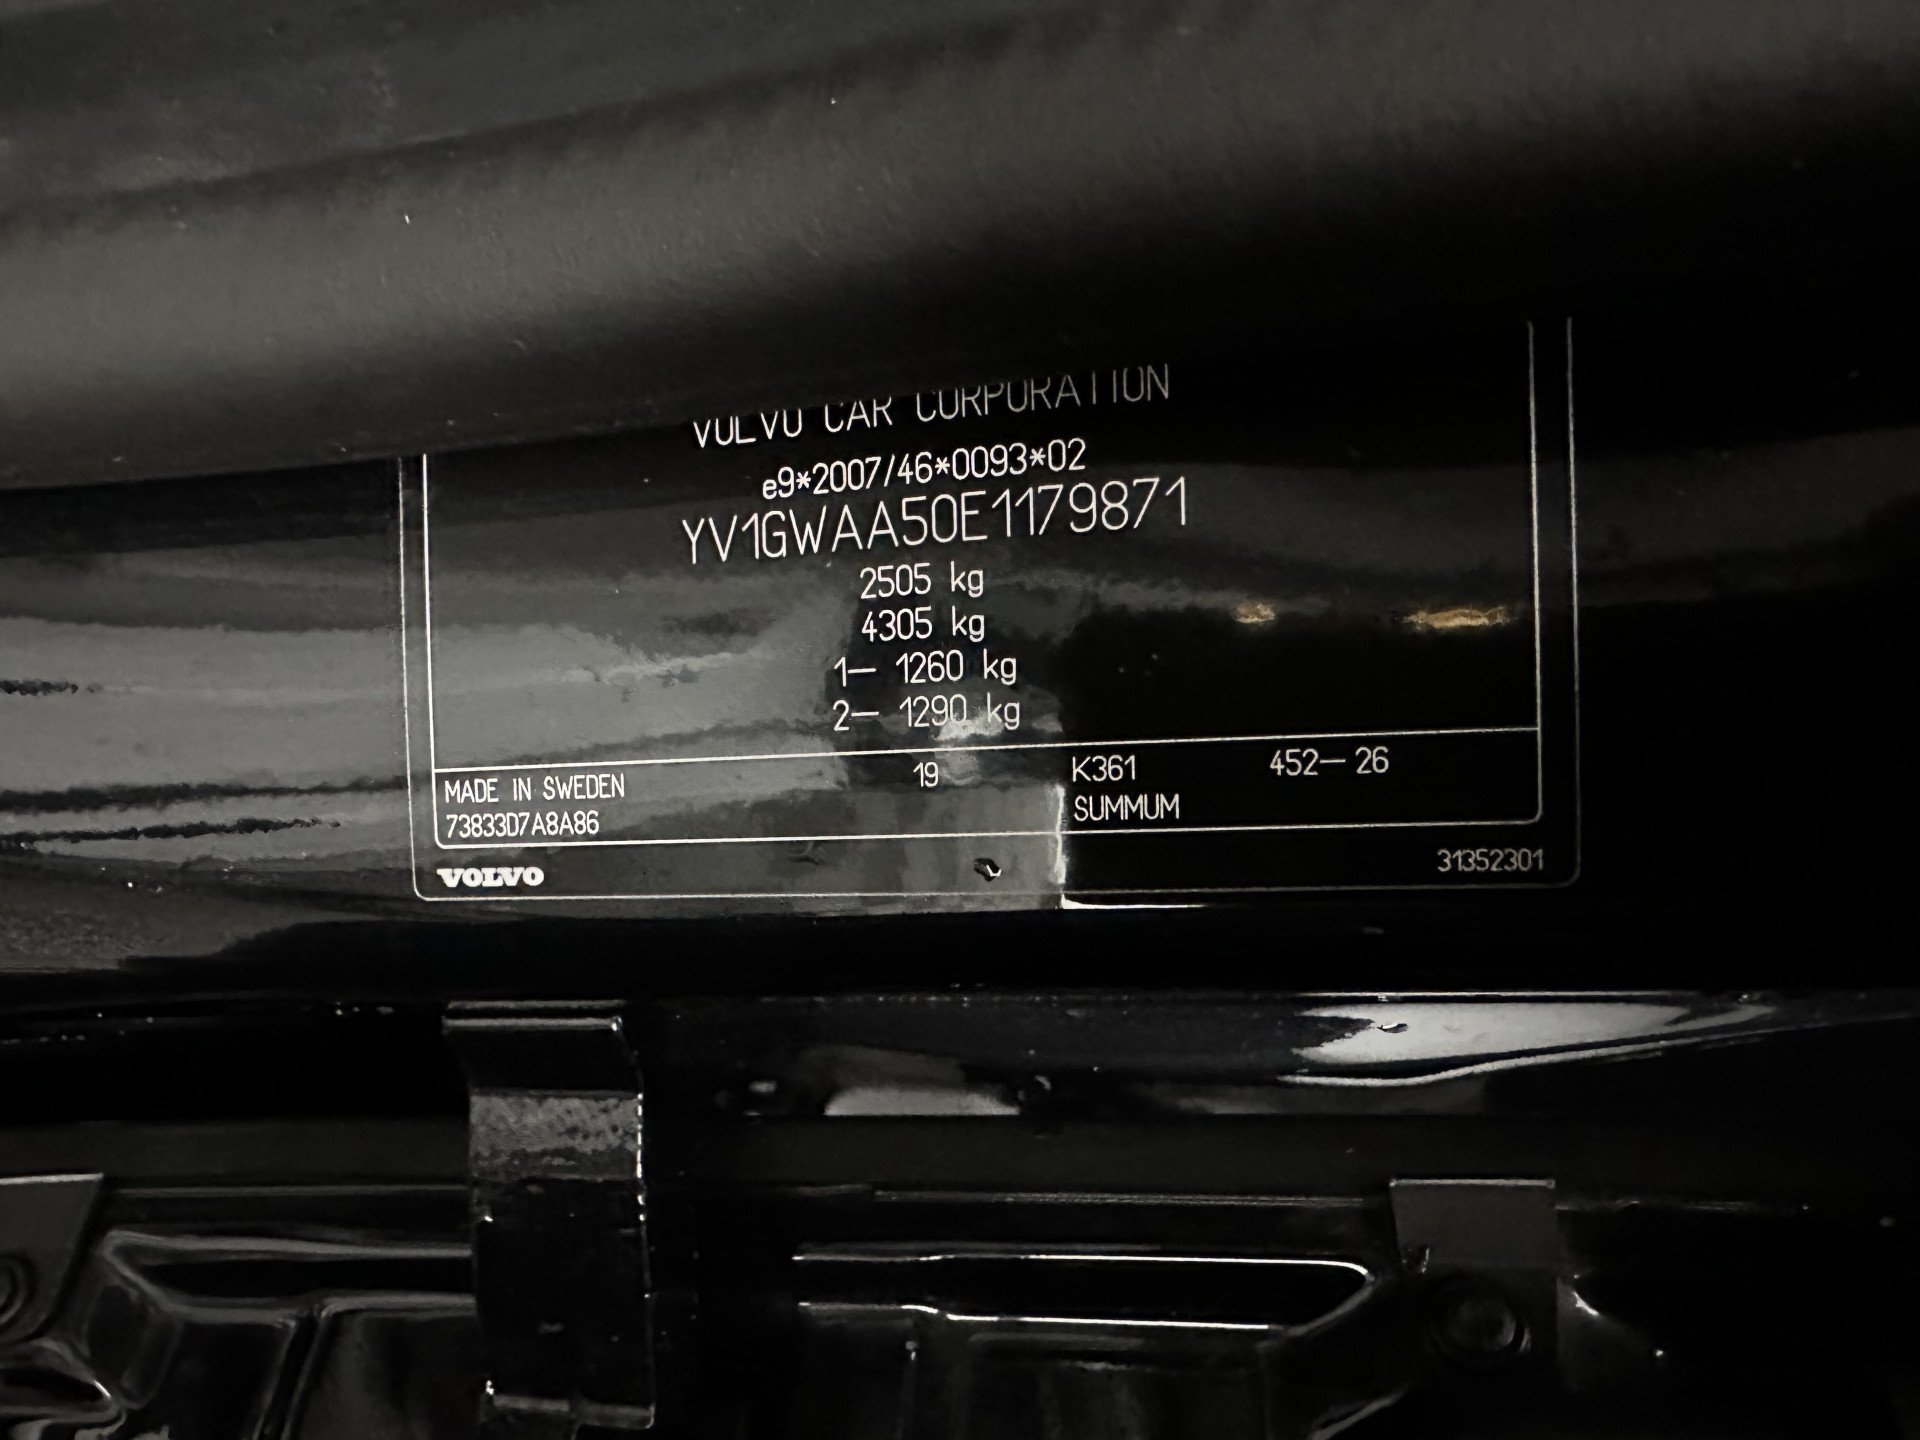 VOLVO CAR CORPORATION
e9*2007/46*0093*02
YV1GWAA50E1179871
2505 kg
4305 kg
1– 1260 kg
2– 1290 kg
MADE IN SWEDEN 19 K361 452–26
73833D7A8A86 SUMMUM
VOLVO 31352301